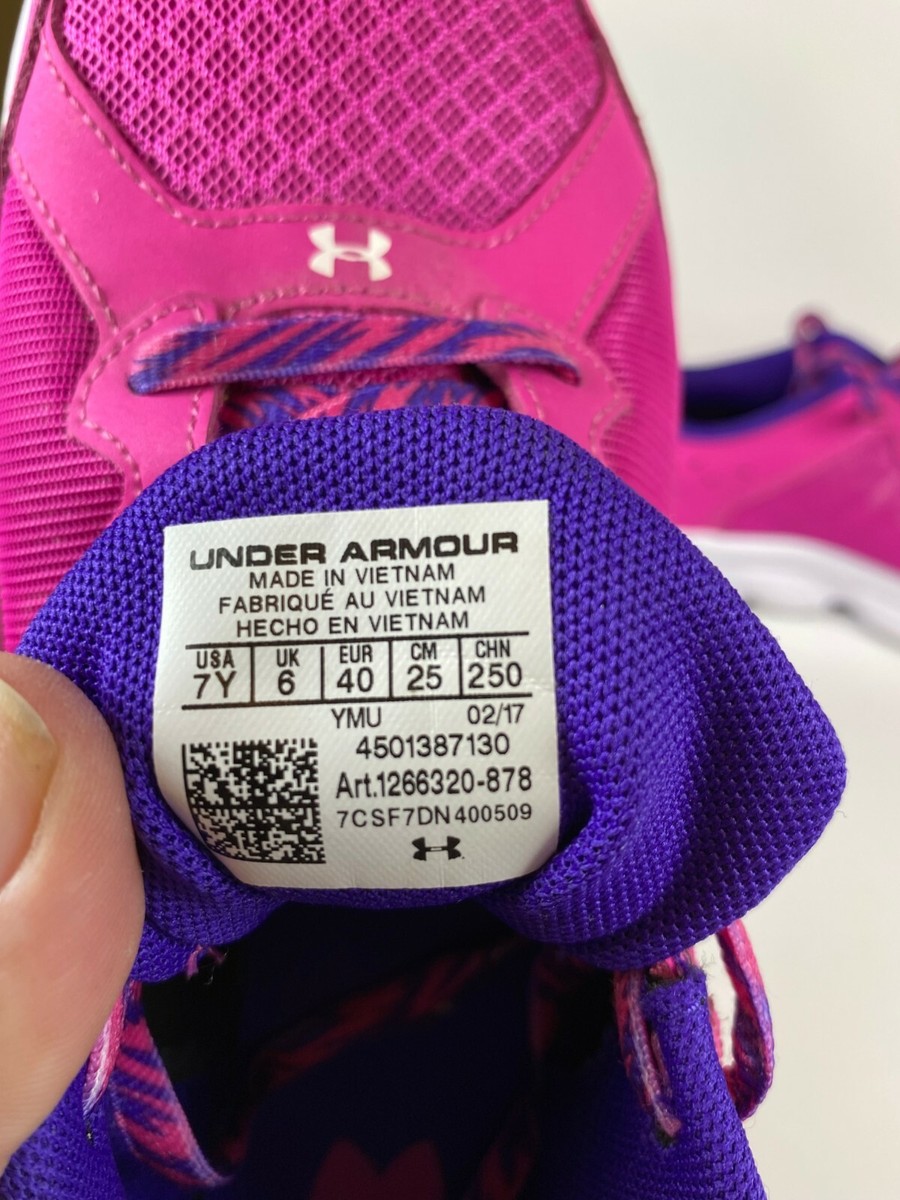 UNDER ARMOUR
MADE IN VIETNAM
FABRIQUÉ AU VIETNAM
HECHO EN VIETNAM
USA UK EUR CM CHN
7Y 6 40 25 250
YMU 02/17
4501387130
Art.1266320-878
7CSF7DN400509